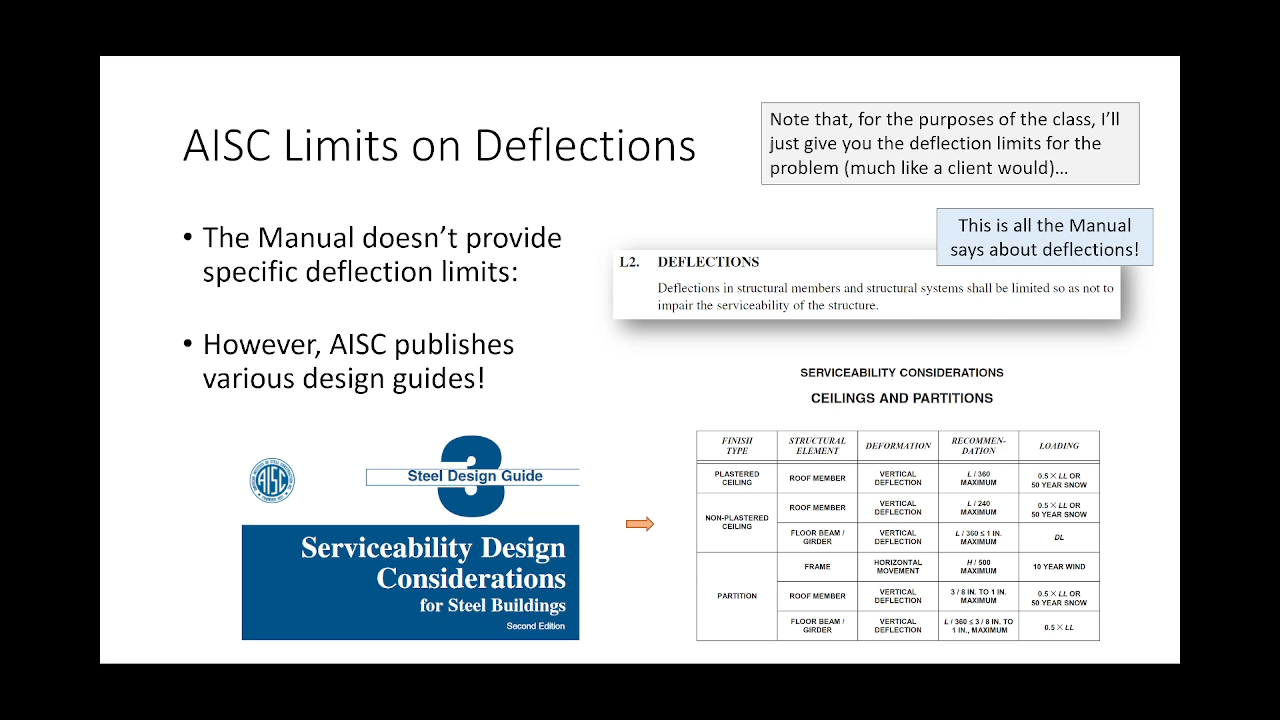 AISC Limits on Deflections
Note that, for the purposes of the class, I’ll
just give you the deflection limits for the
problem (much like a client would)…
• The Manual doesn’t provide
specific deflection limits:
• However, AISC publishes
various design guides!
This is all the Manual
says about deflections!
L2. DEFLECTIONS
Deflections in structural members and structural systems shall be limited so as not to
impair the serviceability of the structure.
AISC
3
Steel Design Guide
Serviceability Design
Considerations
for Steel Buildings
Second Edition
SERVICEABILITY CONSIDERATIONS
CEILINGS AND PARTITIONS
FINISH
TYPE
STRUCTURAL
ELEMENT
DEFORMATION
RECOMMEN-
DATION
LOADING
PLASTERED
CEILING
ROOF MEMBER
VERTICAL
DEFLECTION
L / 360
MAXIMUM
0.5 × LL OR
50 YEAR SNOW
NON-PLASTERED
CEILING
ROOF MEMBER
VERTICAL
DEFLECTION
L / 240
MAXIMUM
0.5 × LL OR
50 YEAR SNOW
FLOOR BEAM /
GIRDER
VERTICAL
DEFLECTION
L / 360 ≤ 1 IN.
MAXIMUM
DL
PARTITION
FRAME
HORIZONTAL
MOVEMENT
H / 500
MAXIMUM
10 YEAR WIND
ROOF MEMBER
VERTICAL
DEFLECTION
3 / 8 IN. TO 1 IN.
MAXIMUM
0.5 × LL OR
50 YEAR SNOW
FLOOR BEAM /
GIRDER
VERTICAL
DEFLECTION
L / 360 ≤ 3 / 8 IN. TO
1 IN., MAXIMUM
0.5 × LL